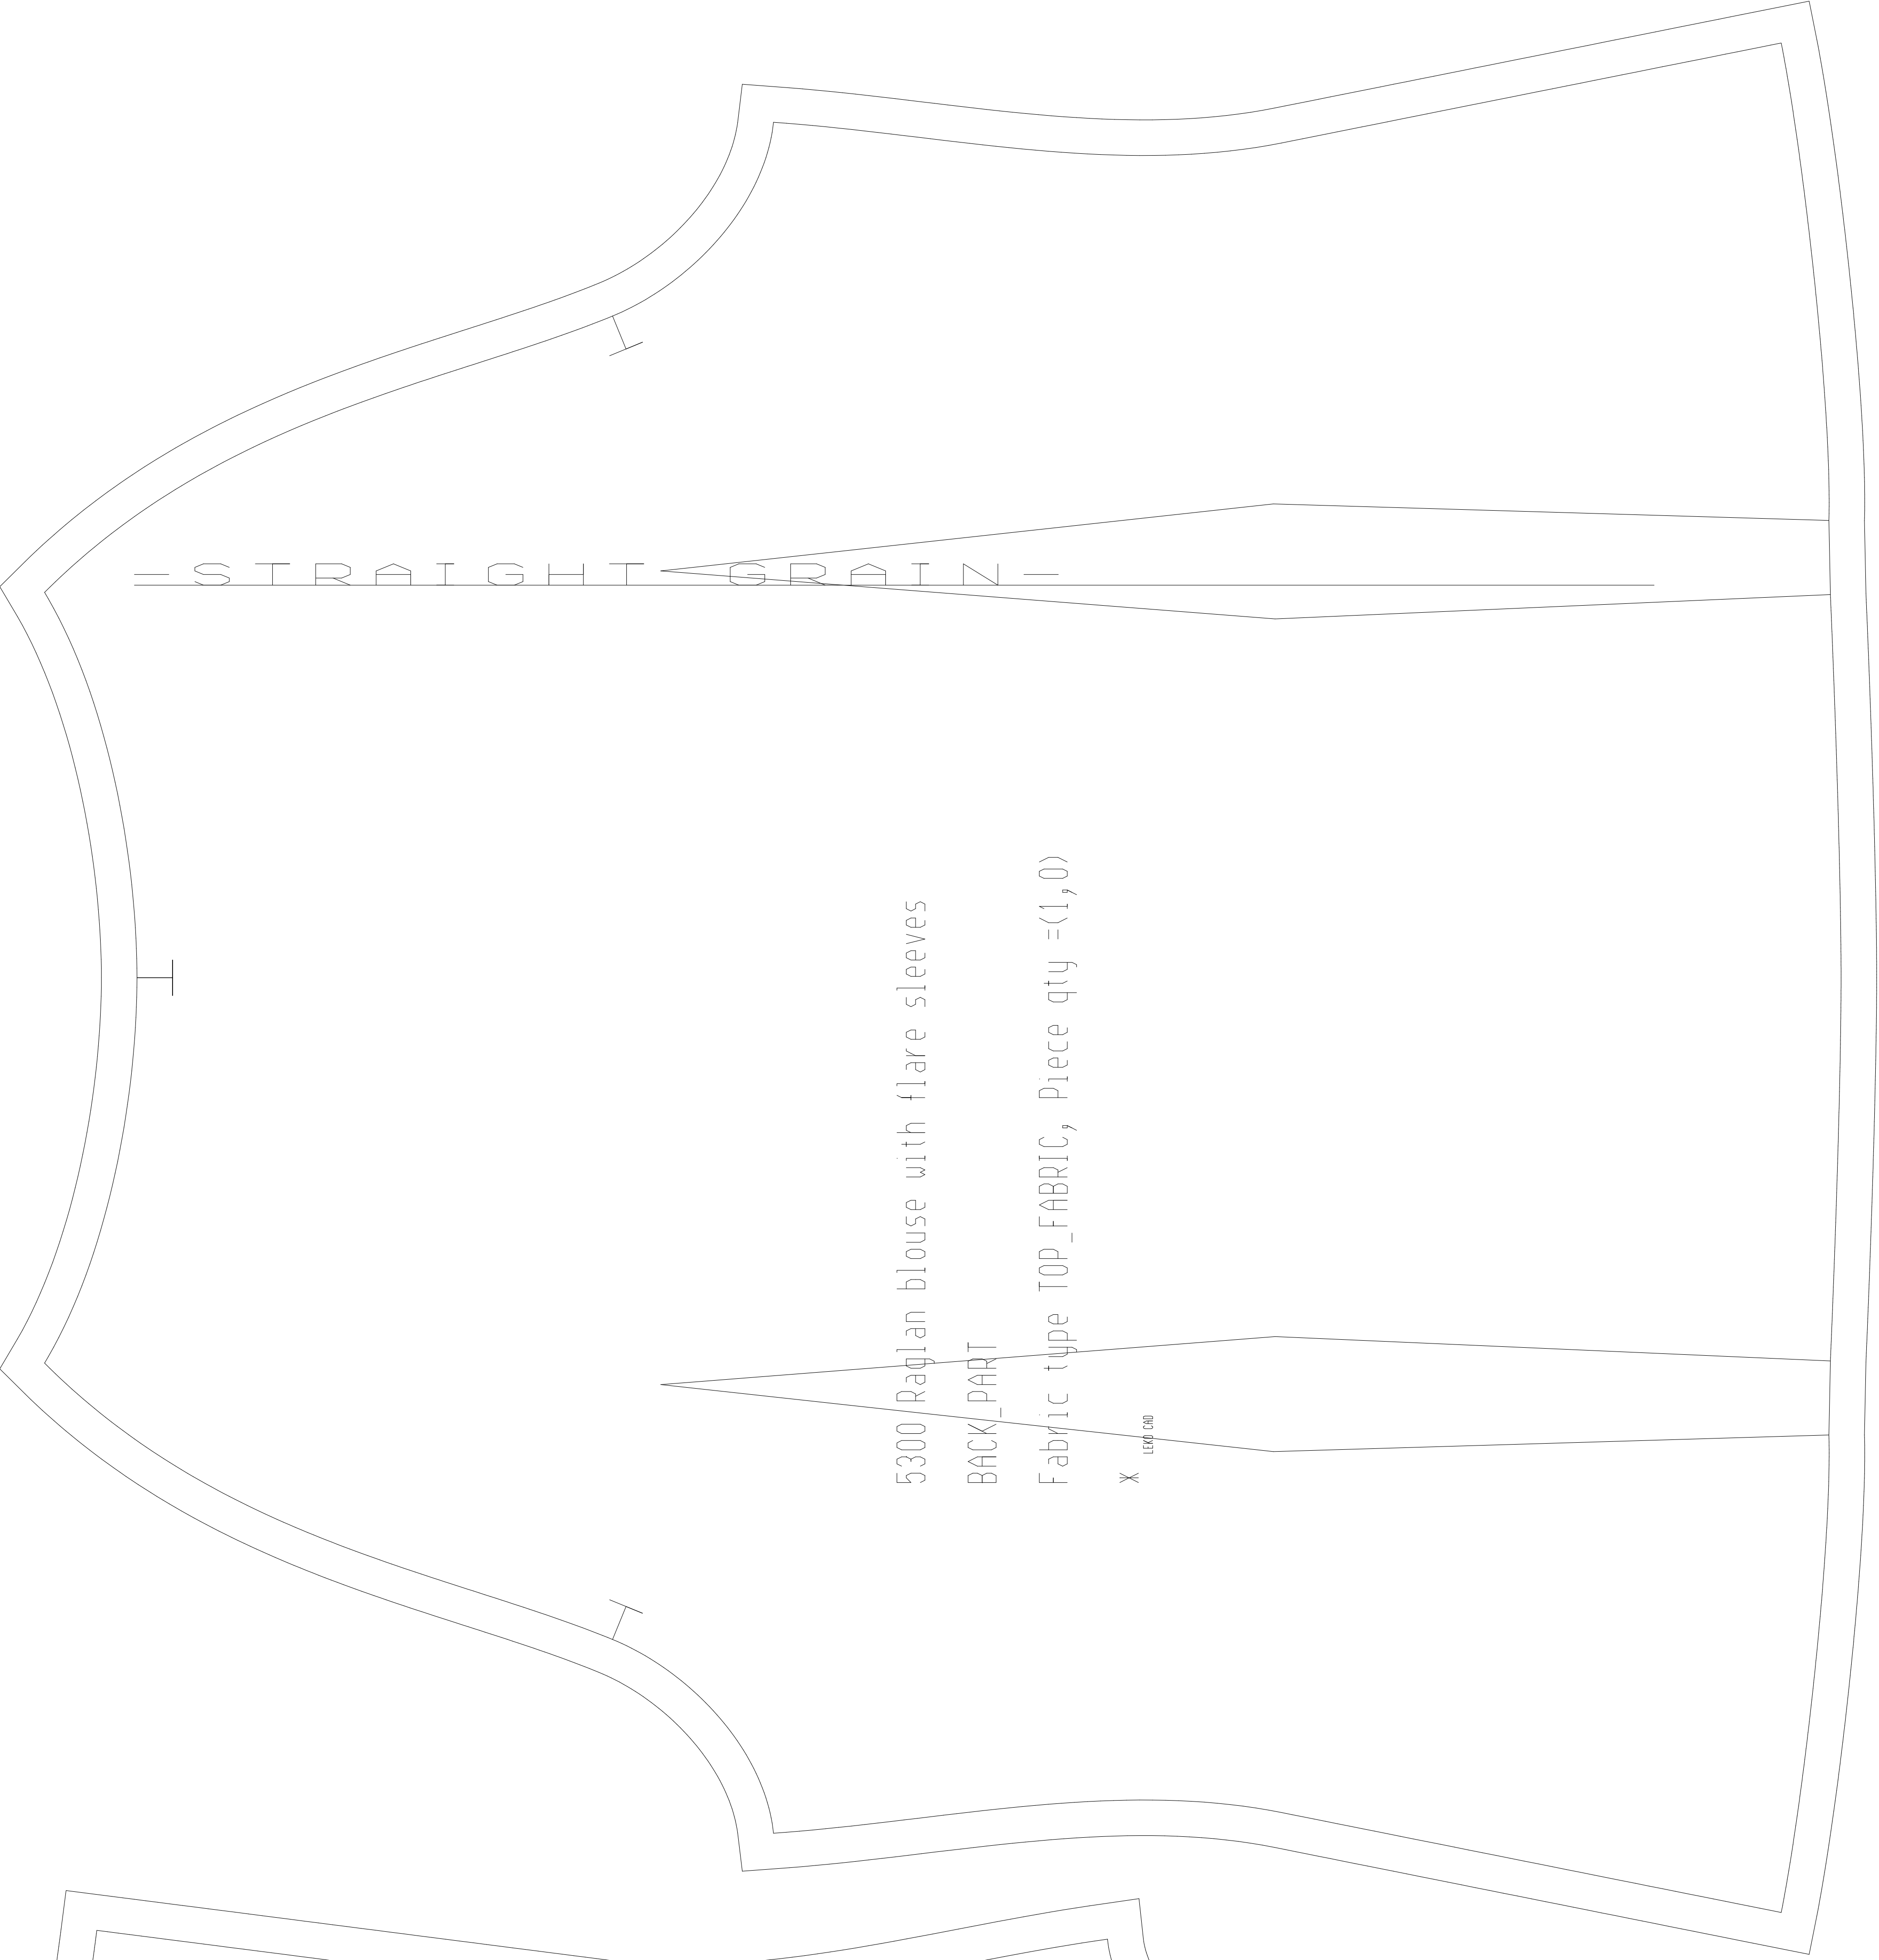 -STRAIGHT GRAIN-
5300 Raglan blouse with flare sleeves
BACK_PART
Fabric type TOP_FABRIC, Piece qty =(1,0)
*
LEKO CAD